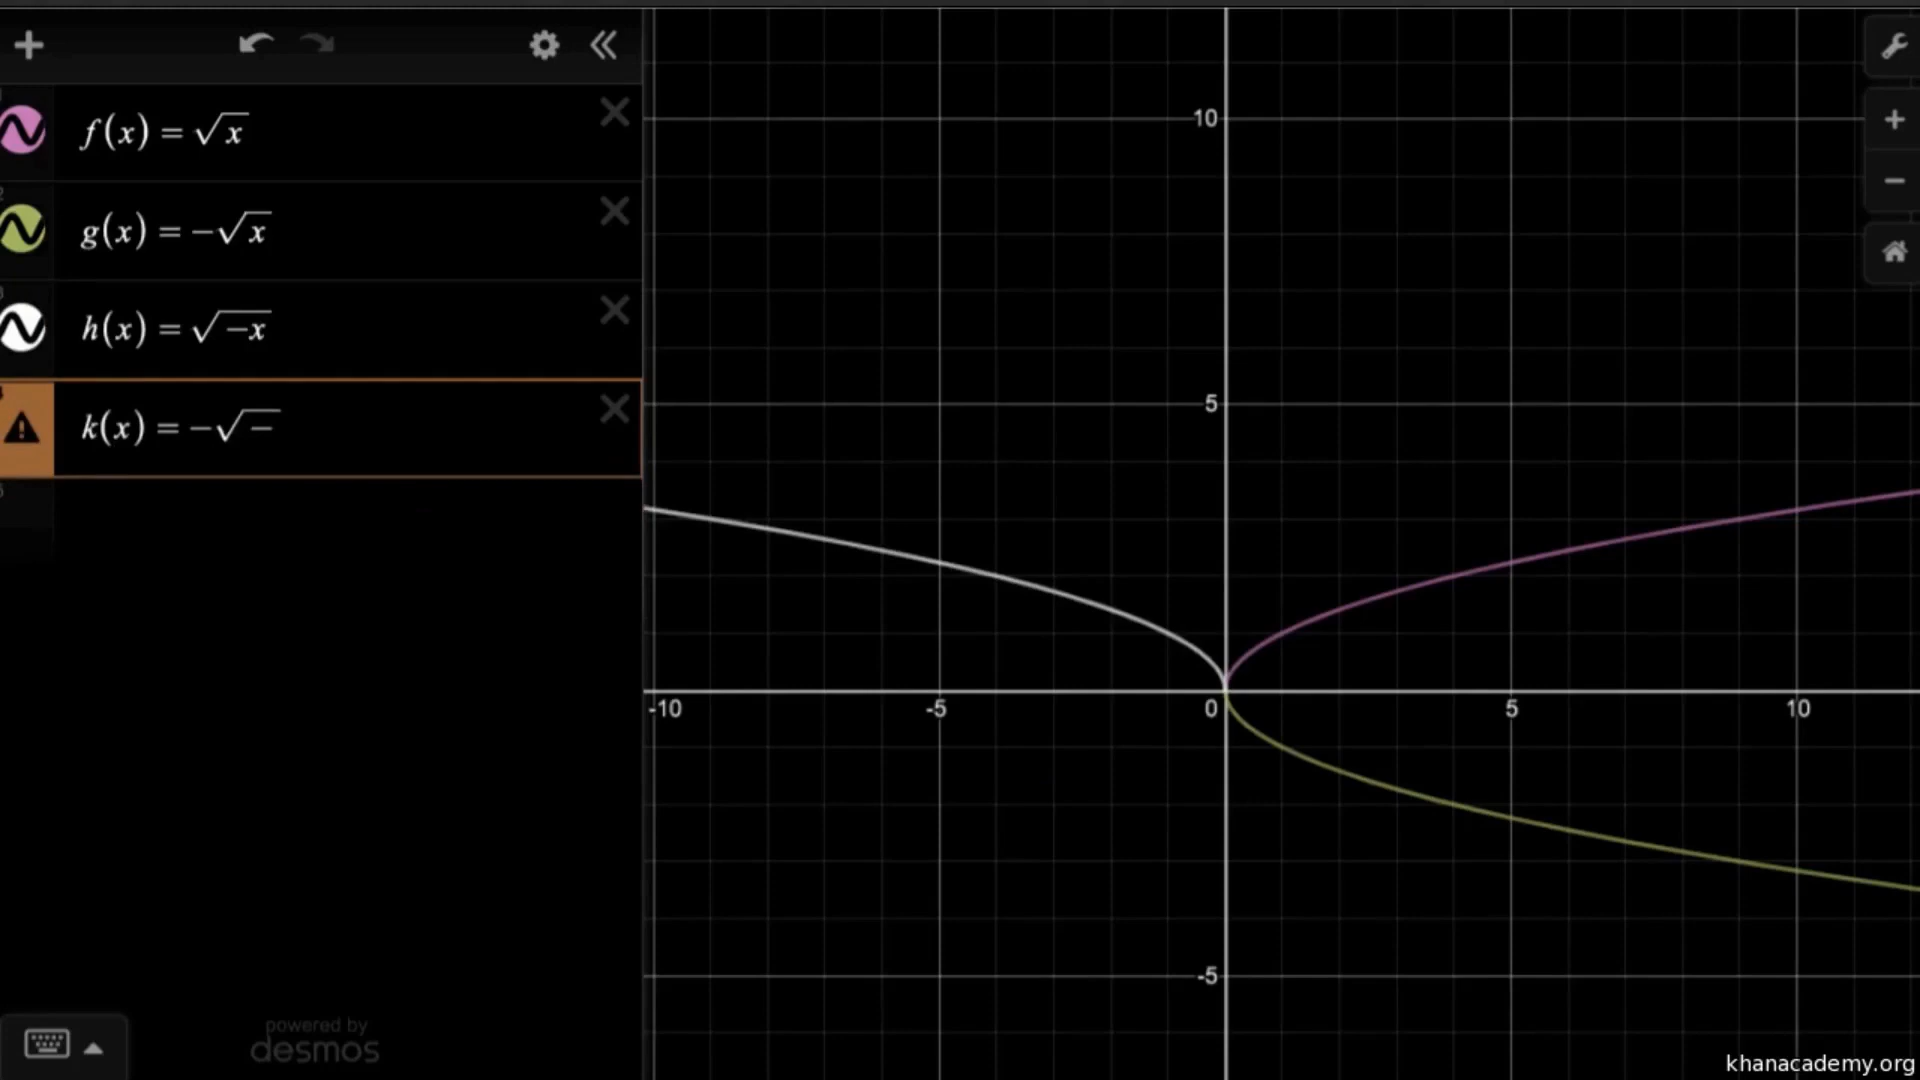 f(x) = √x
g(x) = −√x
h(x) = √−x
k(x) = −√−
10
5
-10 -5 0 5 10
-5
powered by
desmos
khanacademy.org